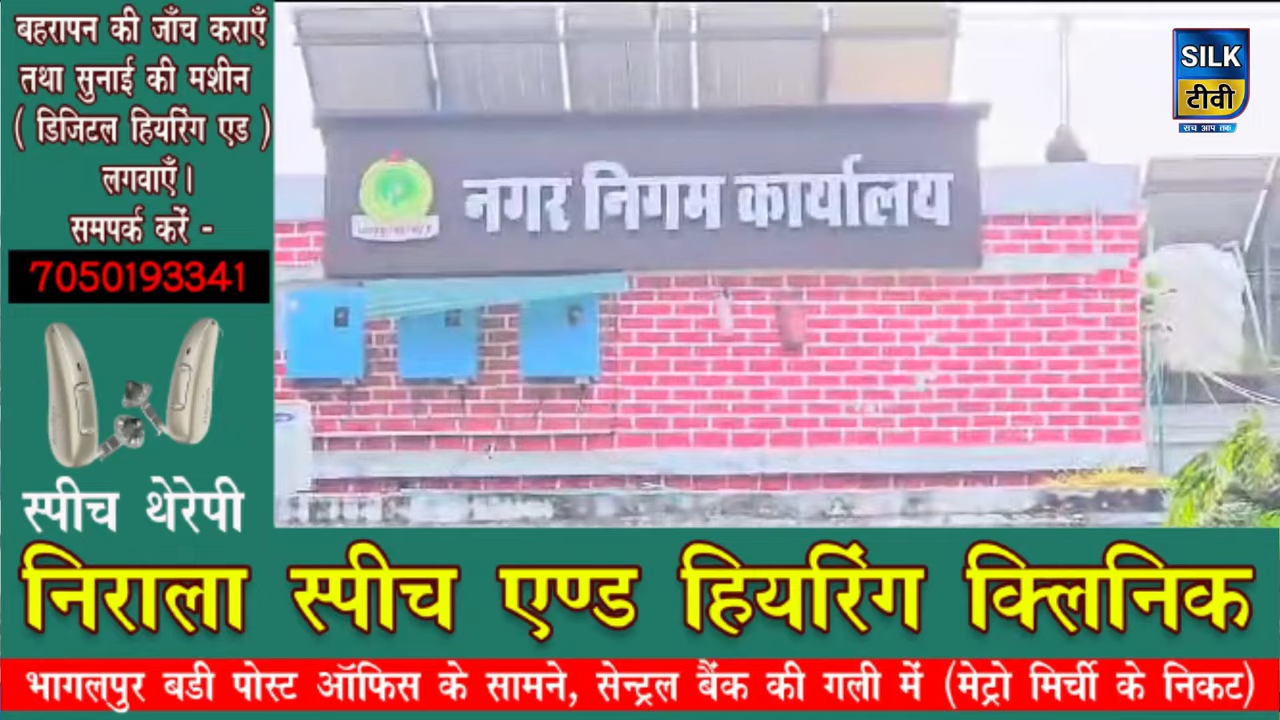 बहरापन की जाँच कराएँ
तथा सुनाई की मशीन
( डिजिटल हियरिंग एड )
लगवाएँ।
समपर्क करें -
7050193341
स्पीच थेरेपी
SILK
टीवी
सच आप तक
नगर निगम कार्यालय
निराला स्पीच एण्ड हियरिंग क्लिनिक
भागलपुर बडी पोस्ट ऑफिस के सामने, सेन्ट्रल बैंक की गली में (मेट्रो मिर्ची के निकट)